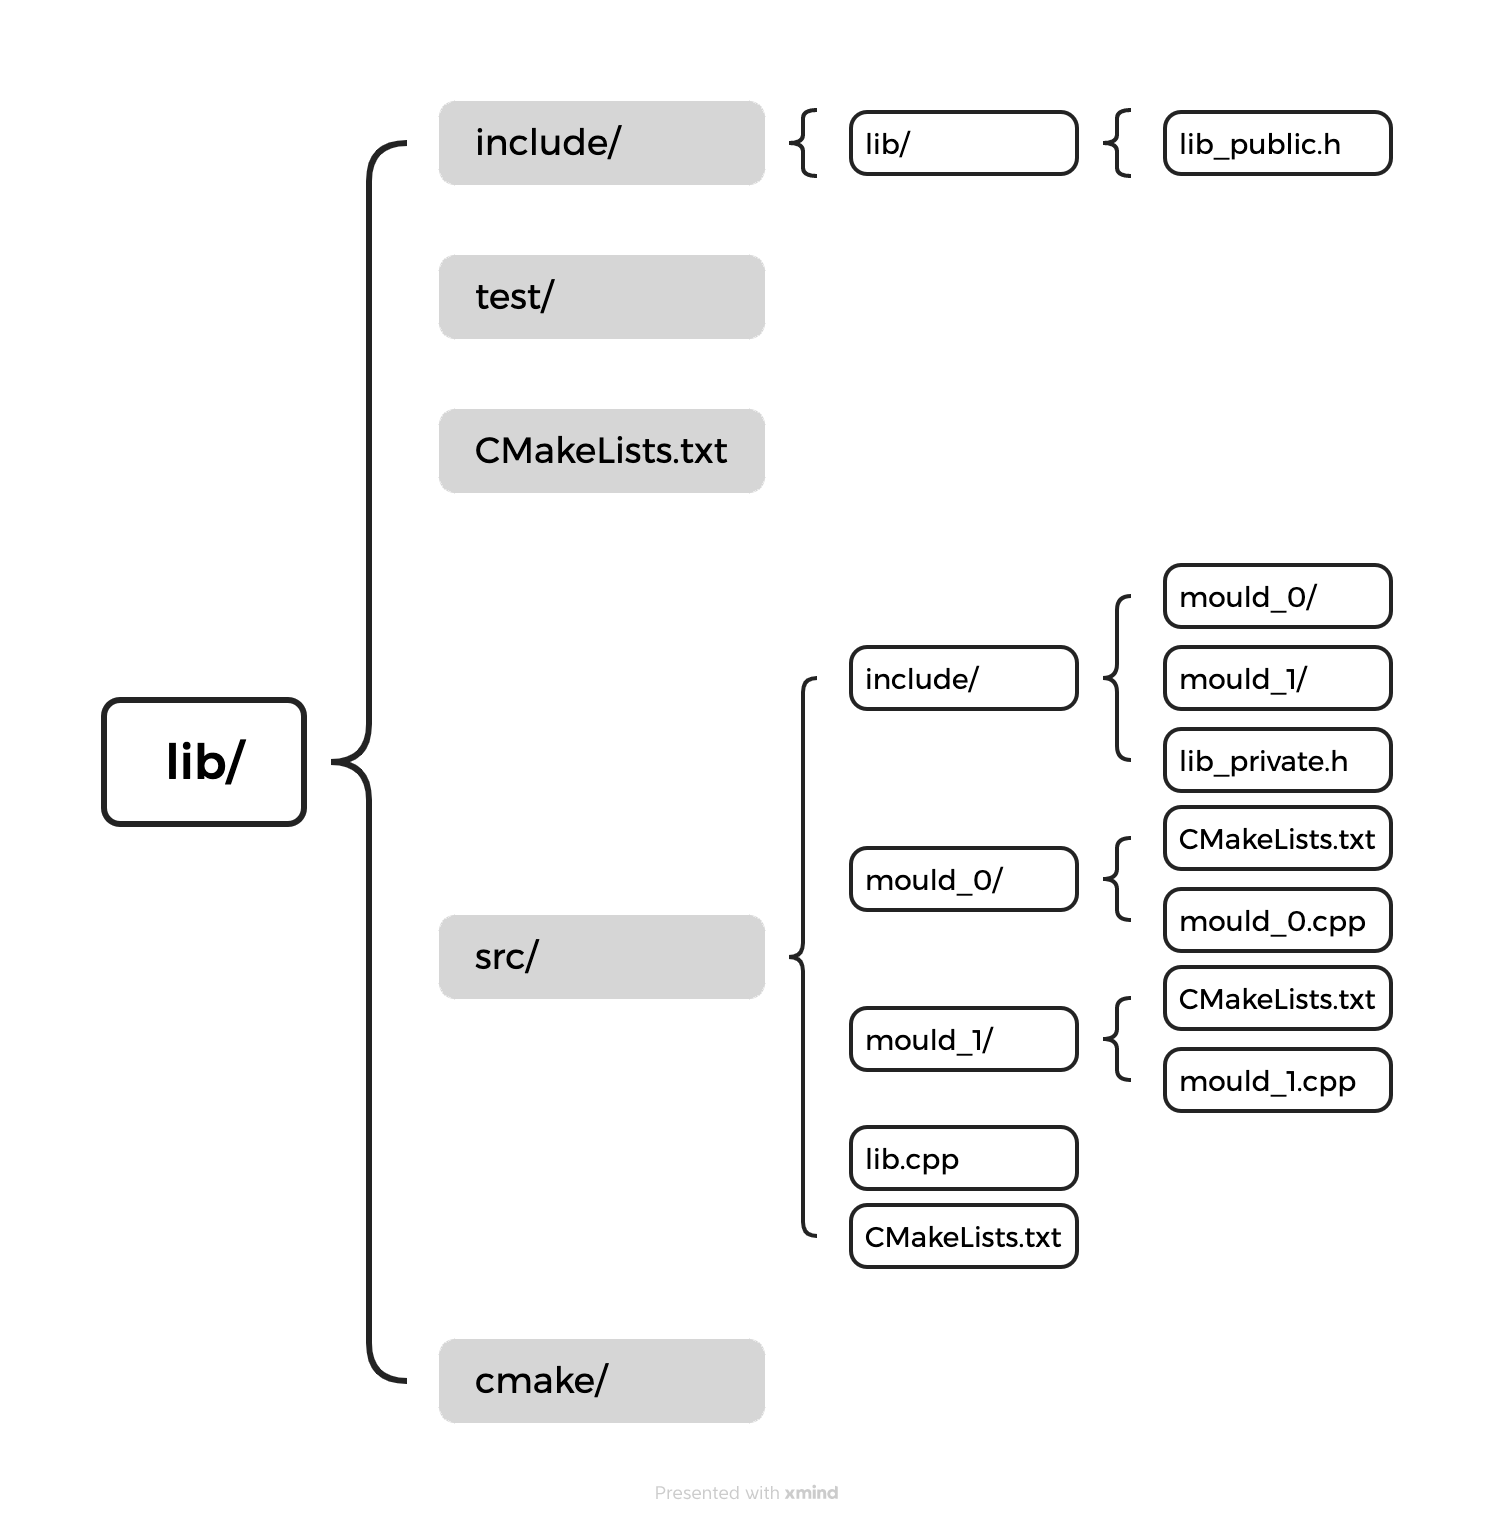 include/
lib/
lib_public.h
test/
CMakeLists.txt
lib/
src/
include/
mould_0/
mould_1/
lib_private.h
mould_0/
CMakeLists.txt
mould_0.cpp
mould_1/
CMakeLists.txt
mould_1.cpp
lib.cpp
CMakeLists.txt
cmake/
Presented with xmind